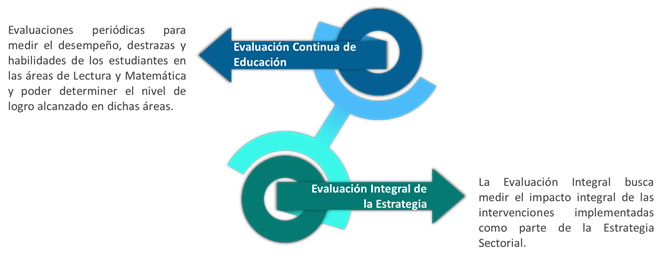 Evaluaciones periódicas para
medir el desempeño, destrazas y
habilidades de los estudiantes en
las áreas de Lectura y Matemática
y poder determiner el nivel de
logro alcanzado en dichas áreas.
Evaluación Continua de
Educación
Evaluación Integral de
la Estrategia
La Evaluación Integral busca
medir el impacto integral de las
intervenciones implementadas
como parte de la Estrategia
Sectorial.